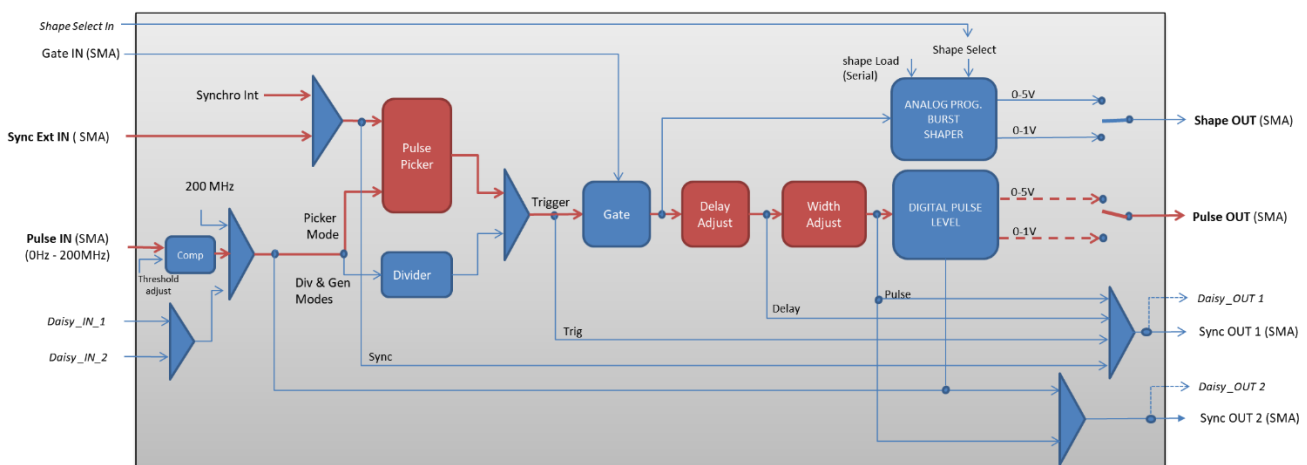 Shape Select In
Gate IN (SMA)
Synchro Int
Sync Ext IN ( SMA)
200 MHz
Pulse IN (SMA)
(0Hz - 200MHz)
Comp
Threshold
adjust
Daisy_IN_1
Daisy_IN_2
Pulse
Picker
Picker
Mode
Div & Gen
Modes
Divider
Trigger
Gate
Delay
Adjust
Width
Adjust
shape Load
(Serial)
Shape Select
ANALOG PROG.
BURST
SHAPER
0-5V
0-1V
Shape OUT (SMA)
DIGITAL PULSE
LEVEL
0-5V
0-1V
Pulse OUT (SMA)
Pulse
Delay
Trig
Sync
Daisy_OUT 1
Sync OUT 1 (SMA)
Daisy_OUT 2
Sync OUT 2 (SMA)